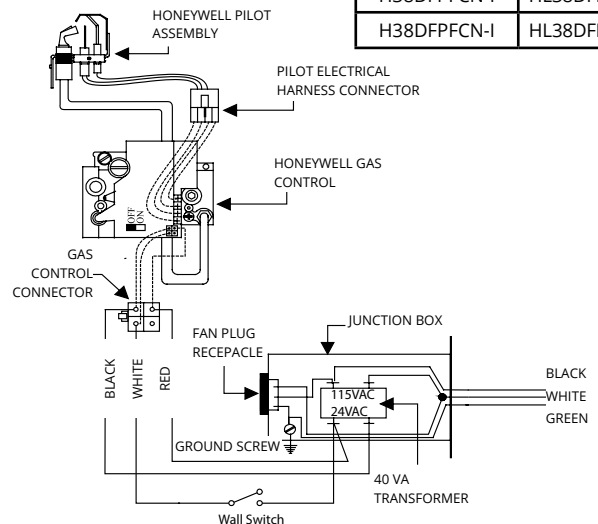 H38DFPFCN-I
HONEYWELL PILOT
ASSEMBLY
PILOT ELECTRICAL
HARNESS CONNECTOR
HONEYWELL GAS
CONTROL
OFF
ON
GAS
CONTROL
CONNECTOR
BLACK
WHITE
RED
FAN PLUG
RECEPACLE
JUNCTION BOX
115VAC
24VAC
BLACK
WHITE
GREEN
GROUND SCREW
40 VA
TRANSFORMER
Wall Switch